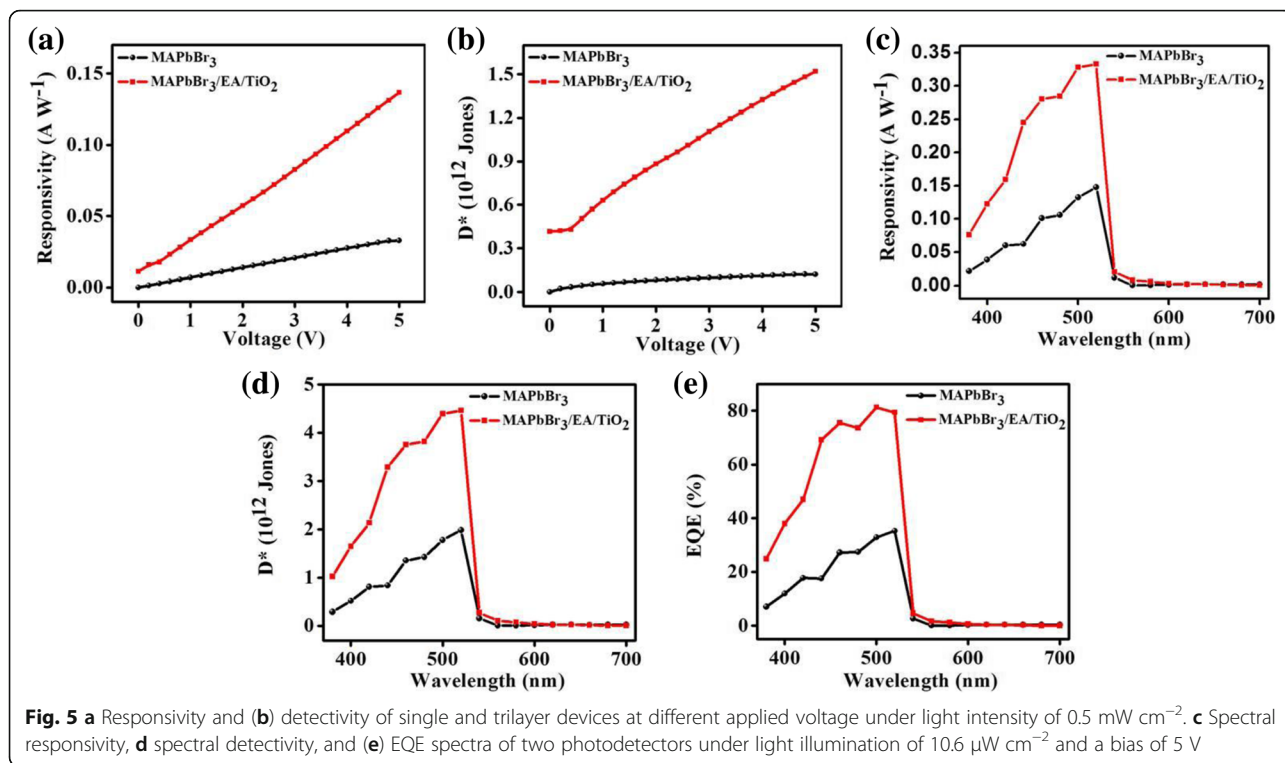 (a)
MAPbBr₃
MAPbBr₃/EA/TiO₂
0.15
0.10
0.05
0.00
Responsivity (A W⁻¹)
0 1 2 3 4 5
Voltage (V)
(b)
MAPbBr₃
MAPbBr₃/EA/TiO₂
1.5
1.2
0.9
0.6
0.3
0.0
D* (10¹² Jones)
0 1 2 3 4 5
Voltage (V)
(c)
MAPbBr₃
MAPbBr₃/EA/TiO₂
0.35
0.30
0.25
0.20
0.15
0.10
0.05
0.00
Responsivity (A W⁻¹)
400 500 600 700
Wavelength (nm)
(d)
MAPbBr₃
MAPbBr₃/EA/TiO₂
5
4
3
2
1
0
D* (10¹² Jones)
400 500 600 700
Wavelength (nm)
(e)
MAPbBr₃
MAPbBr₃/EA/TiO₂
80
60
40
20
0
EQE (%)
400 500 600 700
Wavelength (nm)
Fig. 5 a Responsivity and (b) detectivity of single and trilayer devices at different applied voltage under light intensity of 0.5 mW cm⁻². c Spectral
responsivity, d spectral detectivity, and (e) EQE spectra of two photodetectors under light illumination of 10.6 μW cm⁻² and a bias of 5 V